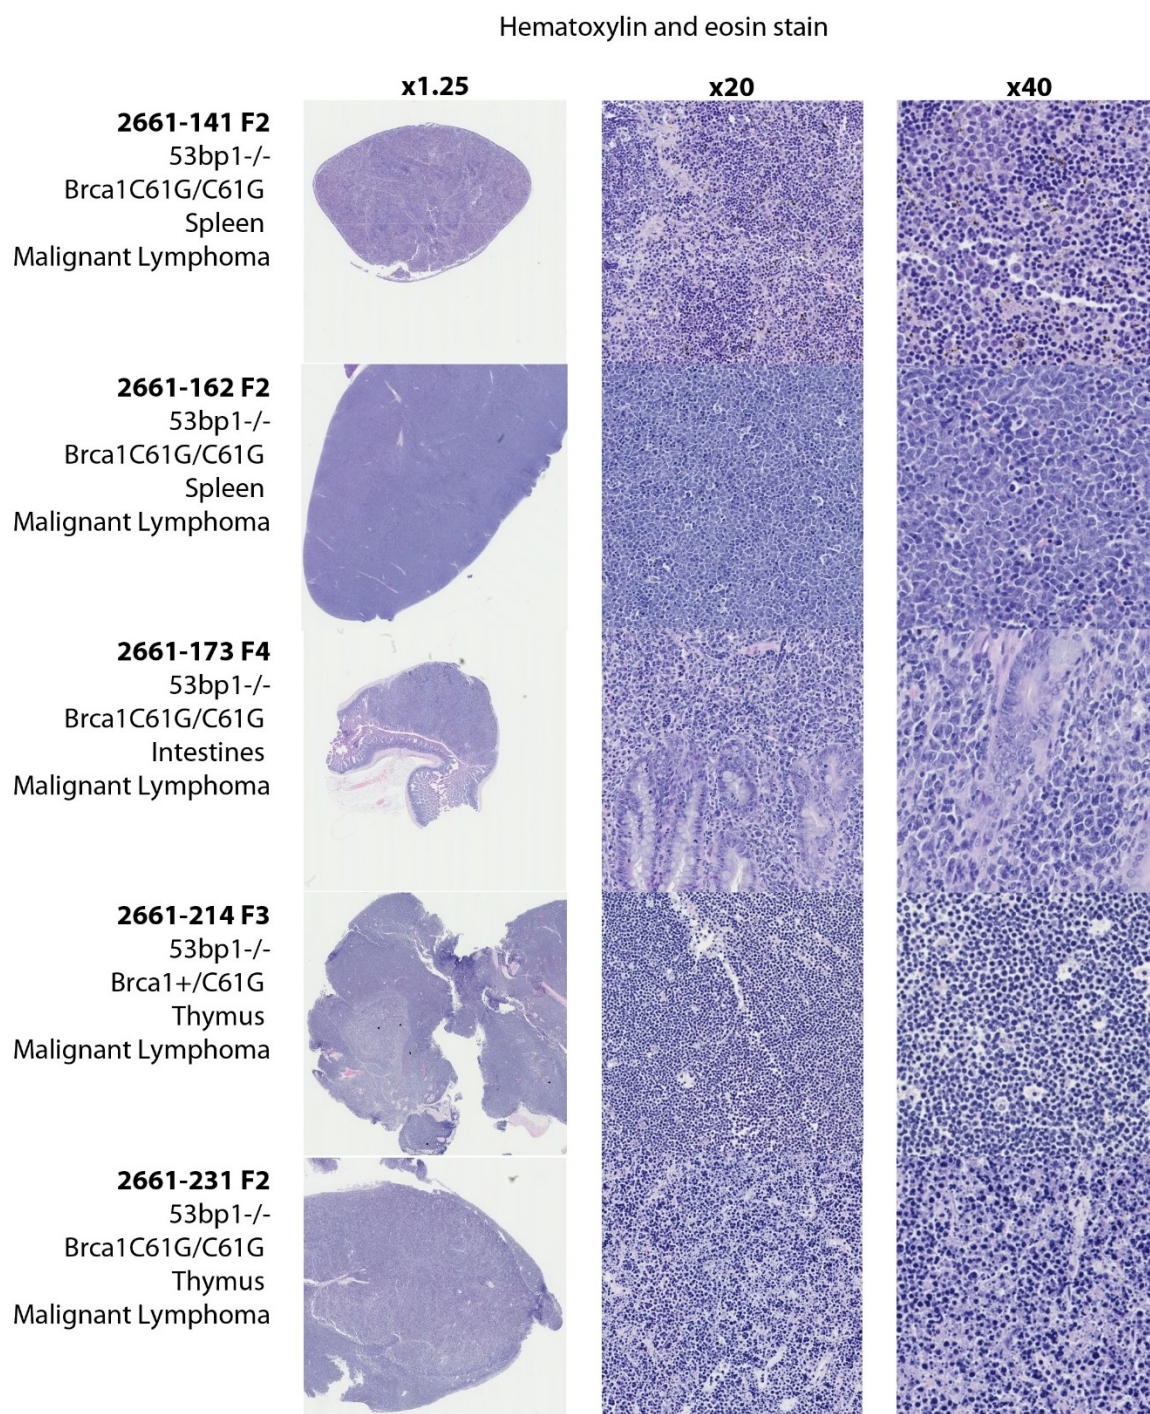 Hematoxylin and eosin stain
x1.25 x20 x40
2661-141 F2
53bp1-/-
Brca1C61G/C61G
Spleen
Malignant Lymphoma
2661-162 F2
53bp1-/-
Brca1C61G/C61G
Spleen
Malignant Lymphoma
2661-173 F4
53bp1-/-
Brca1C61G/C61G
Intestines
Malignant Lymphoma
2661-214 F3
53bp1-/-
Brca1+/C61G
Thymus
Malignant Lymphoma
2661-231 F2
53bp1-/-
Brca1C61G/C61G
Thymus
Malignant Lymphoma